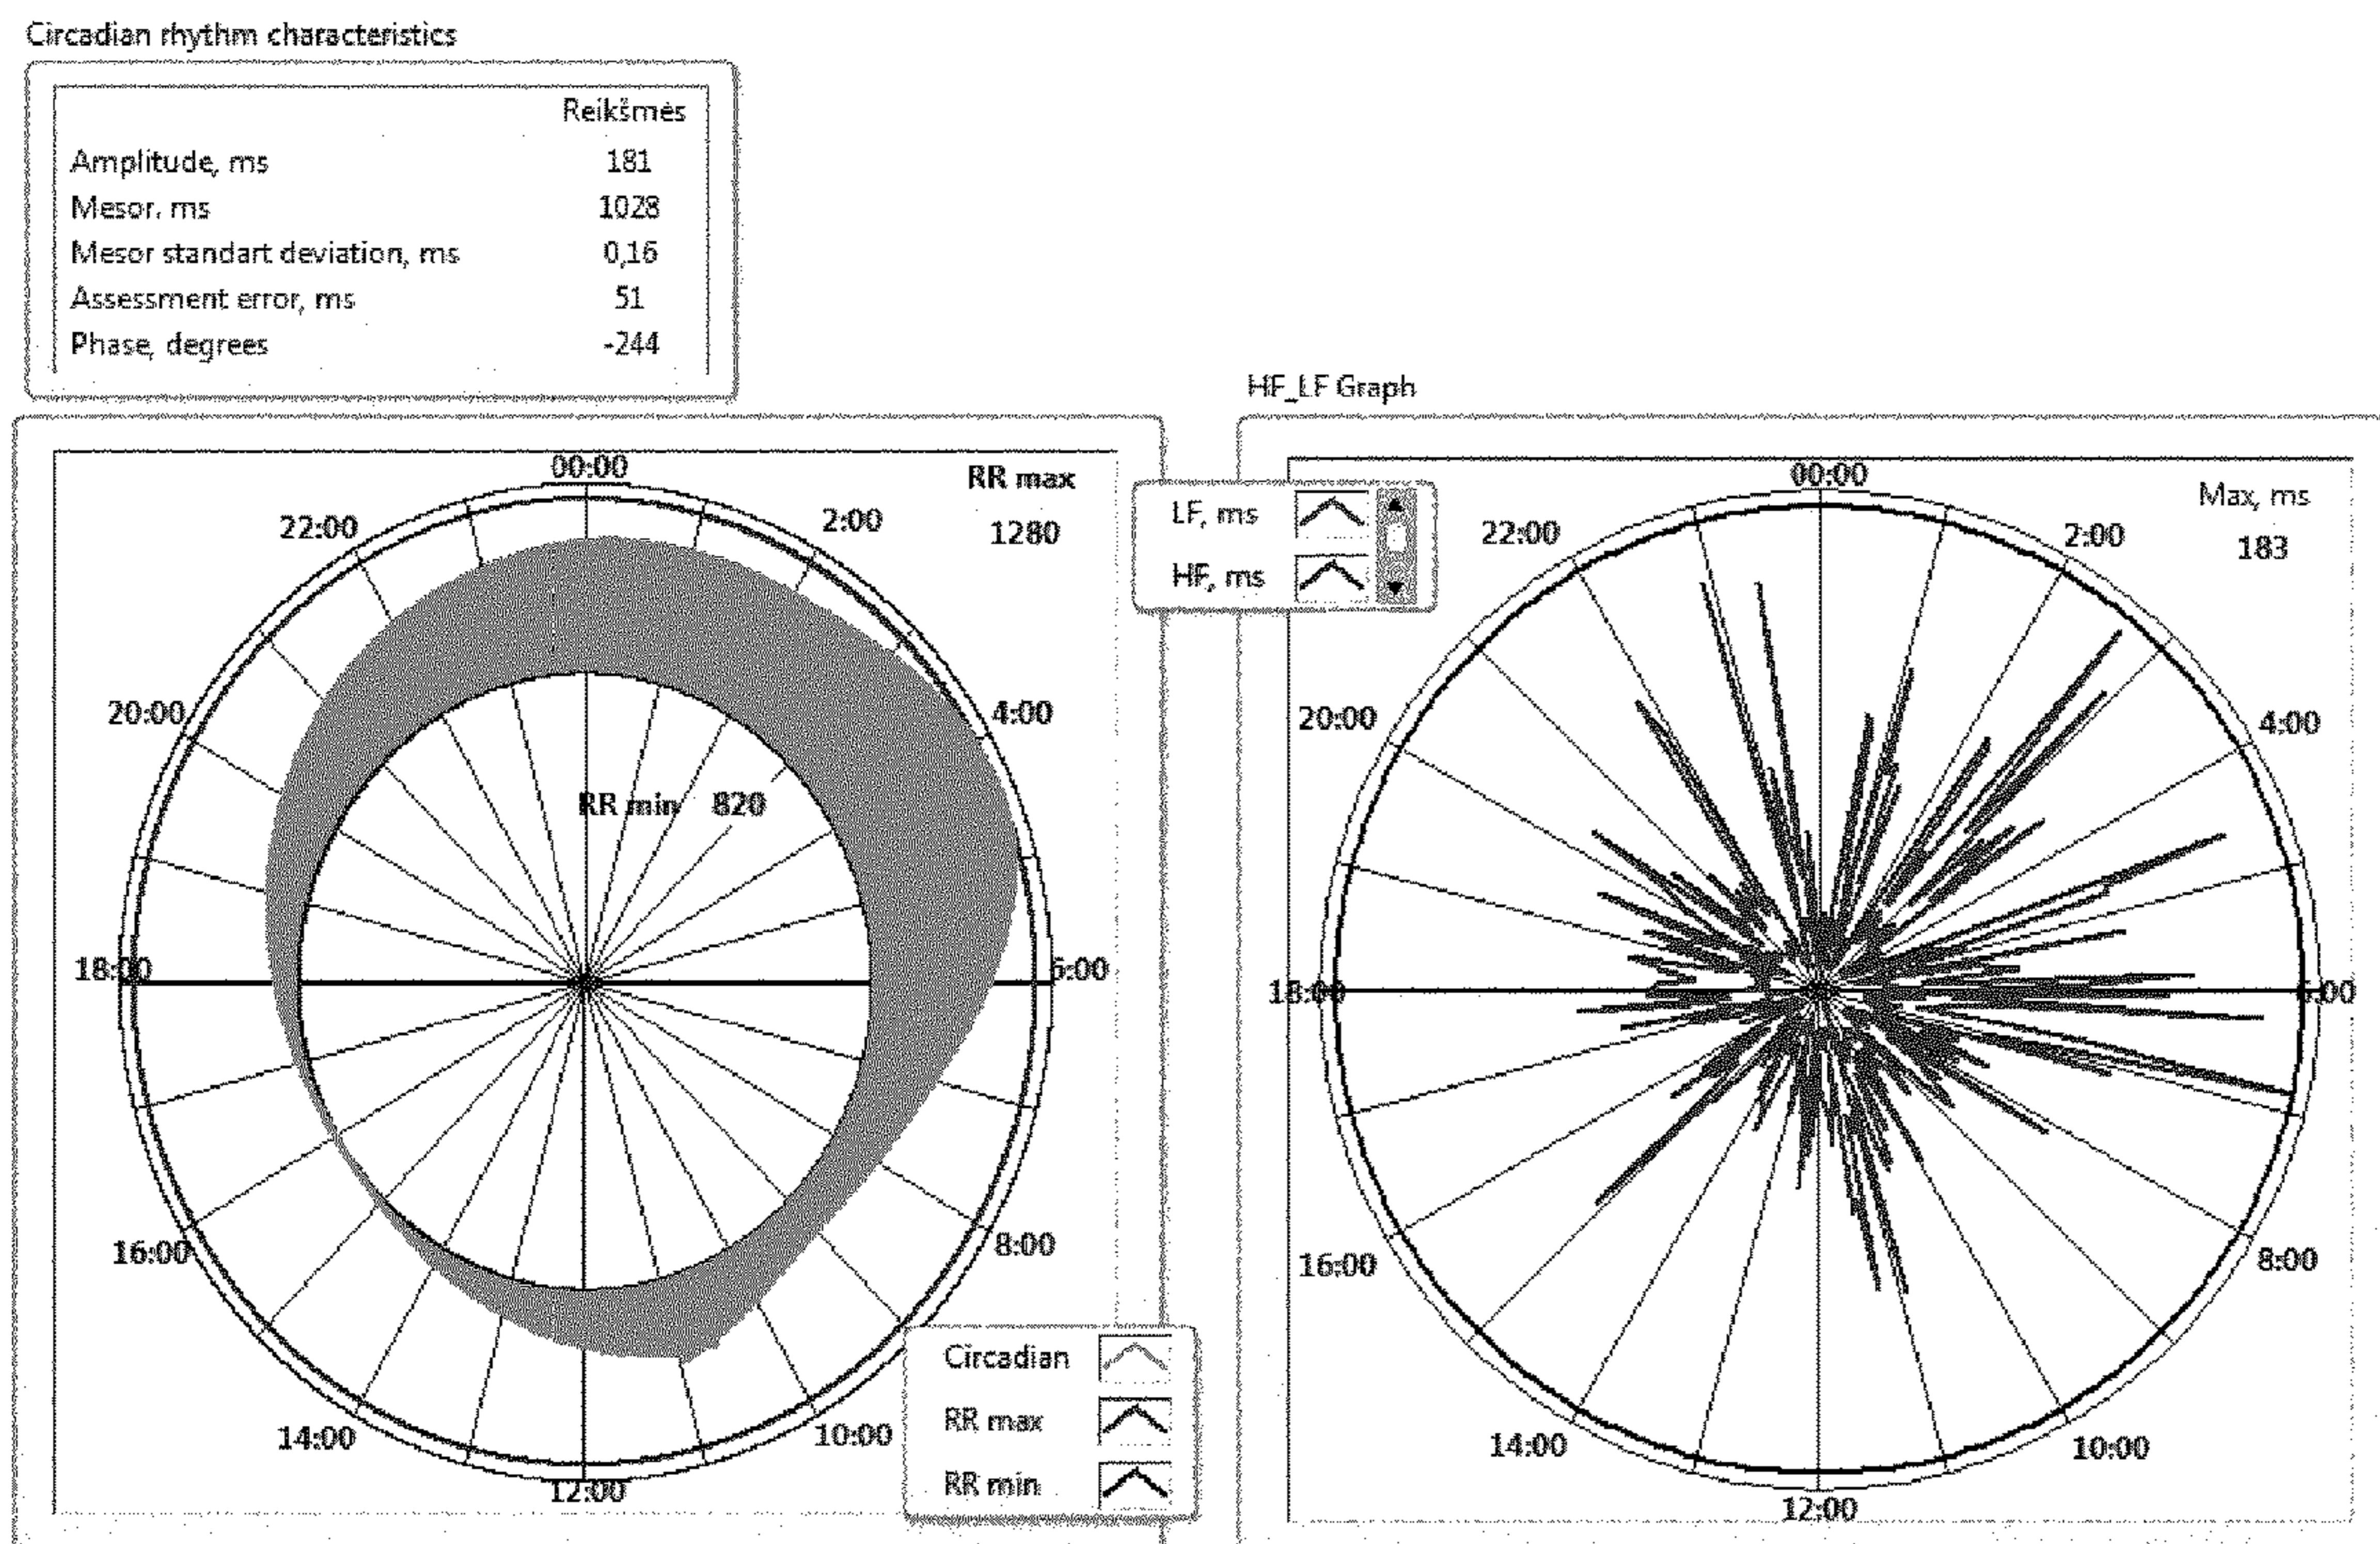 Circadian rhythm characteristics
Reikšmės
Amplitude, ms 181
Mesor, ms 1028
Mesor standart deviation, ms 0,16
Assessment error, ms 51
Phase, degrees -244
00:00
RR max
1280
22:00
2:00
20:00
4:00
RR min 820
18:00
6:00
16:00
8:00
14:00
10:00
12:00
Circadian
RR max
RR min
HF_LF Graph
LF, ms
HF, ms
00:00
Max, ms
183
22:00
2:00
20:00
4:00
18:00
6:00
16:00
8:00
14:00
10:00
12:00